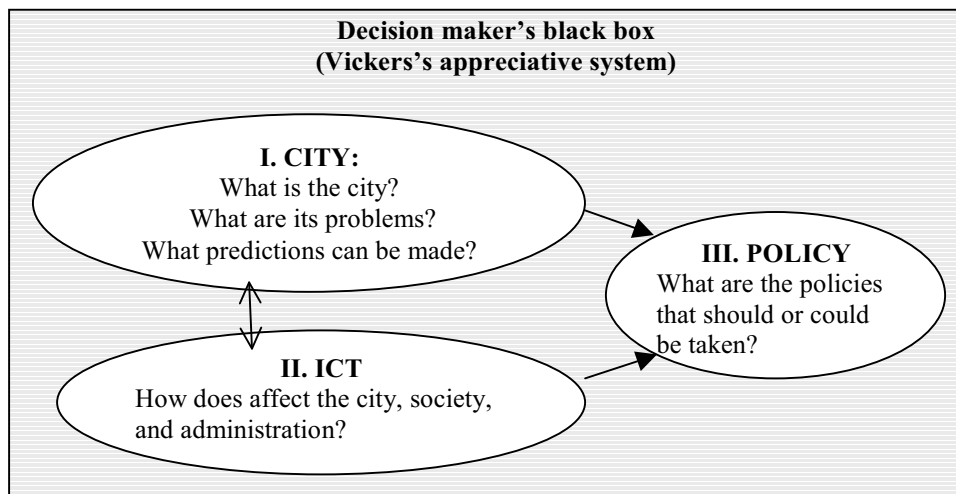 Decision maker’s black box
(Vickers’s appreciative system)
I. CITY:
What is the city?
What are its problems?
What predictions can be made?
II. ICT
How does affect the city, society,
and administration?
III. POLICY
What are the policies
that should or could
be taken?